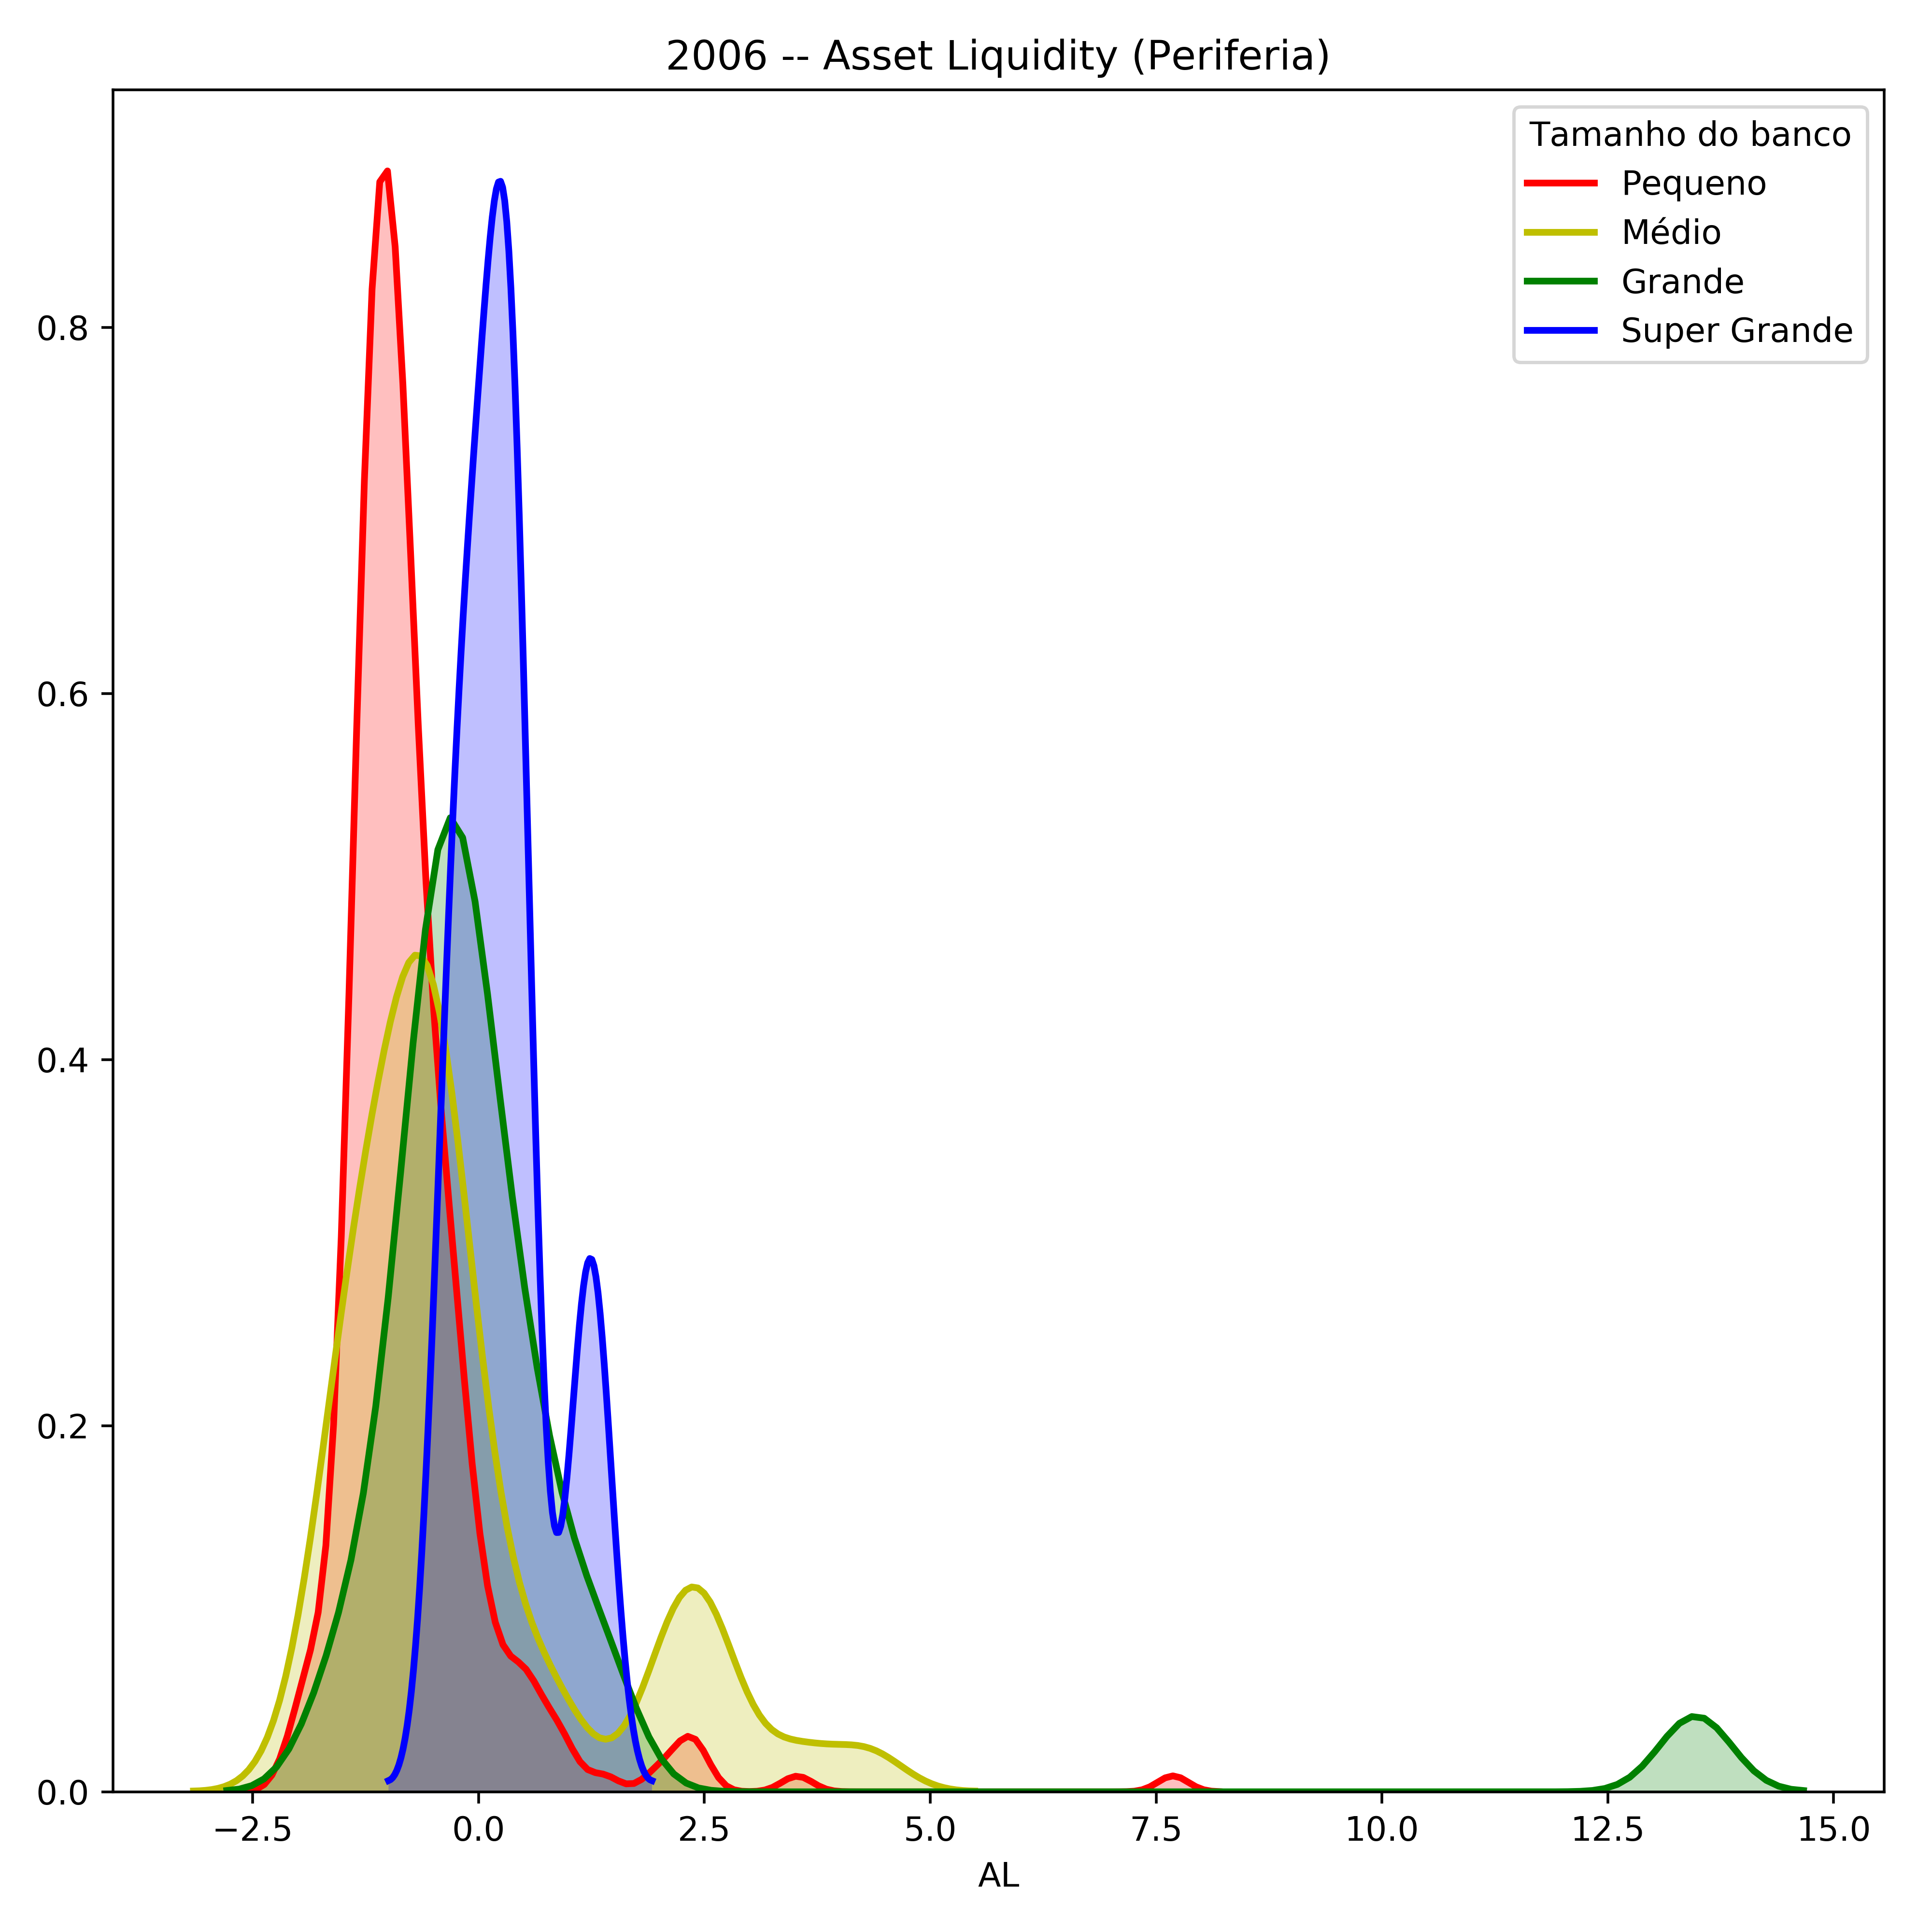 2006 -- Asset Liquidity (Periferia)
Tamanho do banco
Pequeno
Médio
Grande
Super Grande
0.8
0.6
0.4
0.2
0.0
−2.5 0.0 2.5 5.0 7.5 10.0 12.5 15.0
AL